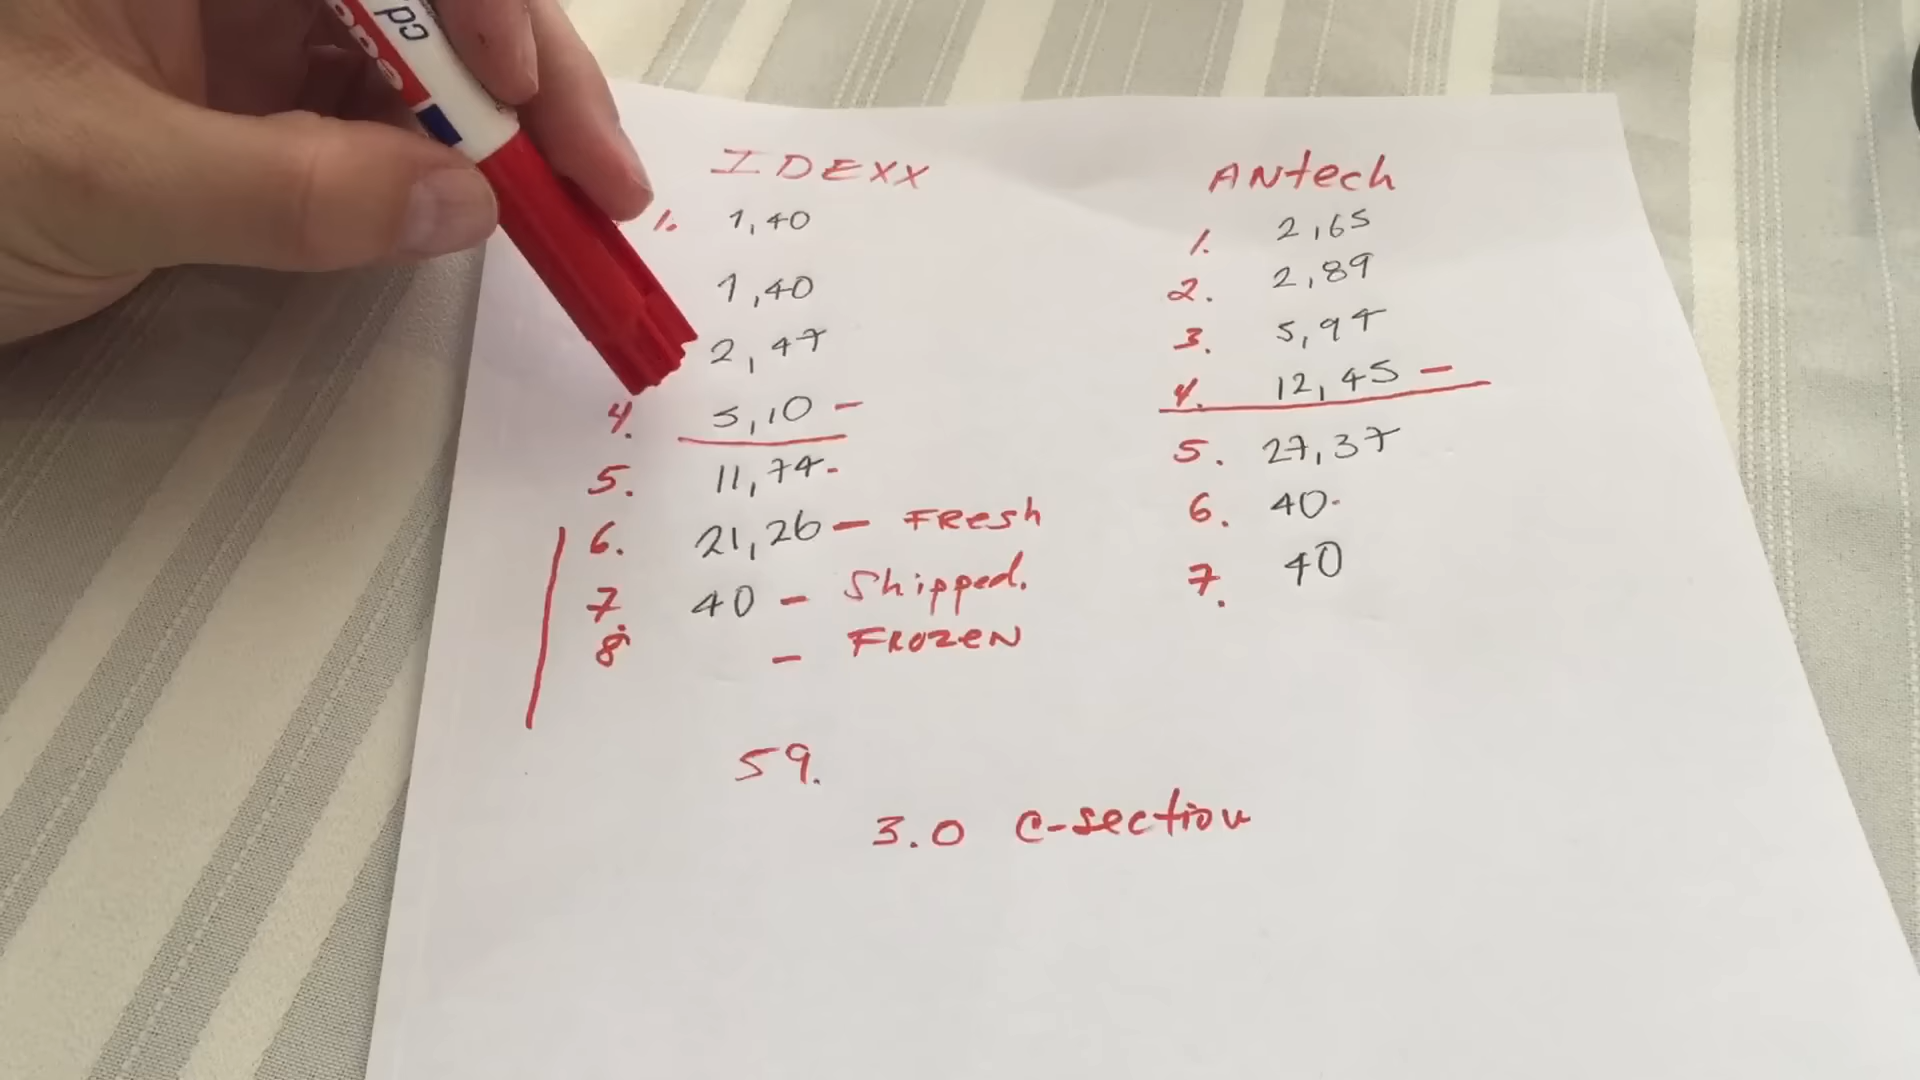 IDEXX
1. 1,40
1,40
2,47
4. 5,10 -
5. 11,74-
6. 21,26 - Fresh
7 40 - Shipped.
8 - Frozen
59.
3.0 C-section
ANtech
1. 2,65
2. 2,89
3. 5,94
4. 12,45 -
5. 27,37
6. 40-
7. 40
cd